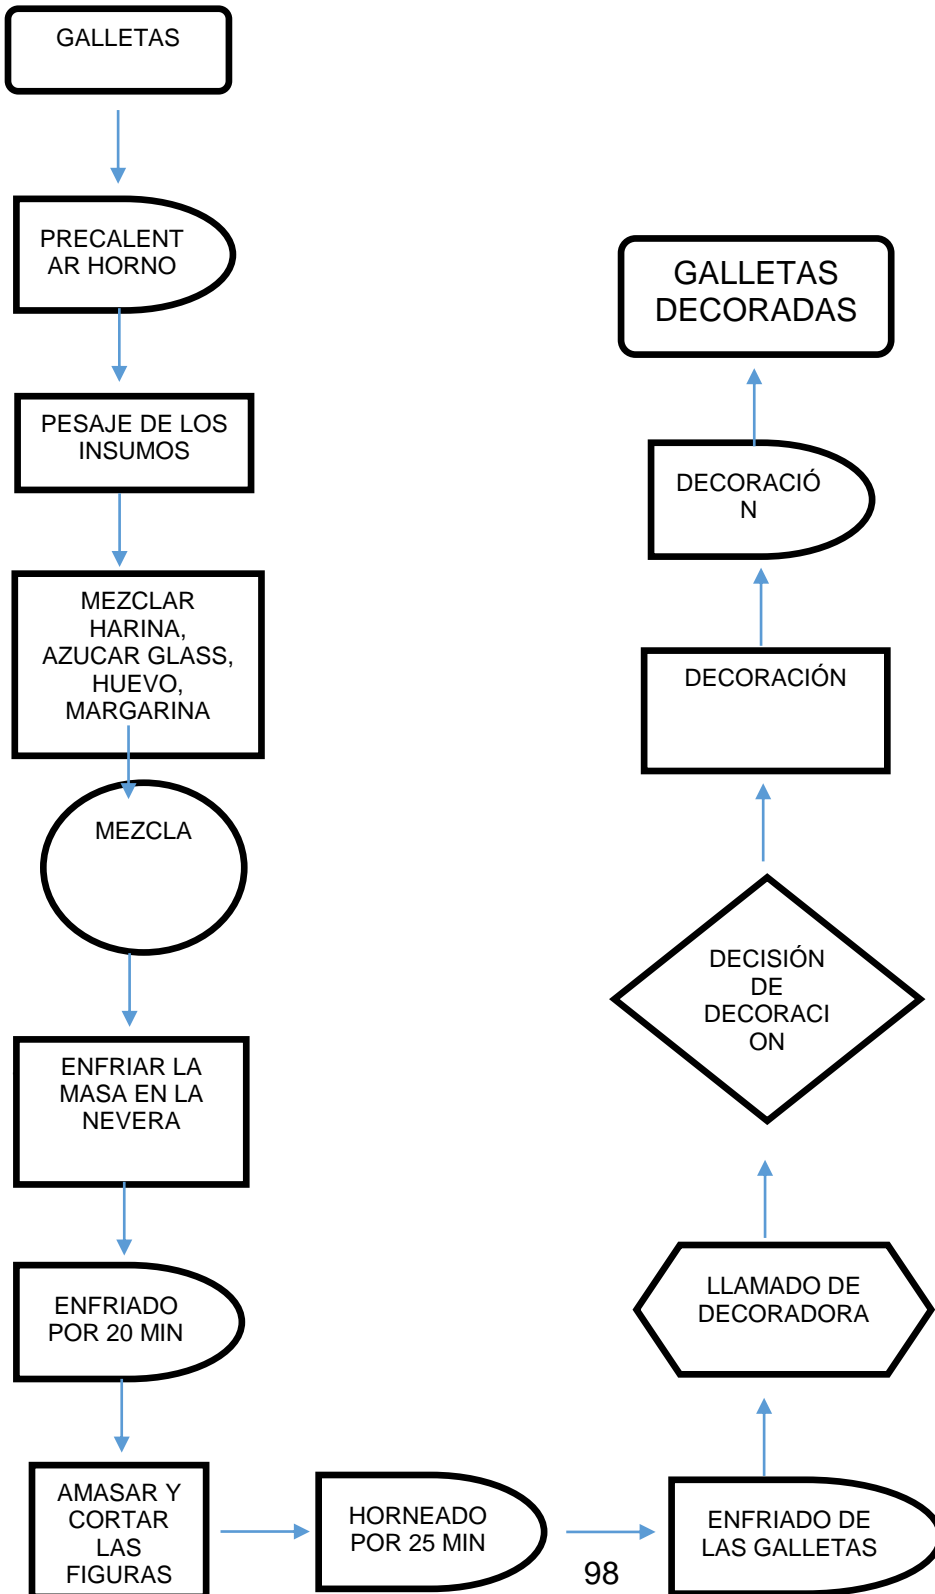 GALLETAS
PRECALENT
AR HORNO
PESAJE DE LOS
INSUMOS
MEZCLAR
HARINA,
AZUCAR GLASS,
HUEVO,
MARGARINA
MEZCLA
ENFRIAR LA
MASA EN LA
NEVERA
ENFRIADO
POR 20 MIN
AMASAR Y
CORTAR
LAS
FIGURAS
HORNEADO
POR 25 MIN
ENFRIADO DE
LAS GALLETAS
LLAMADO DE
DECORADORA
DECISIÓN
DE
DECORACI
ON
DECORACIÓN
DECORACIÓ
N
GALLETAS
DECORADAS
98